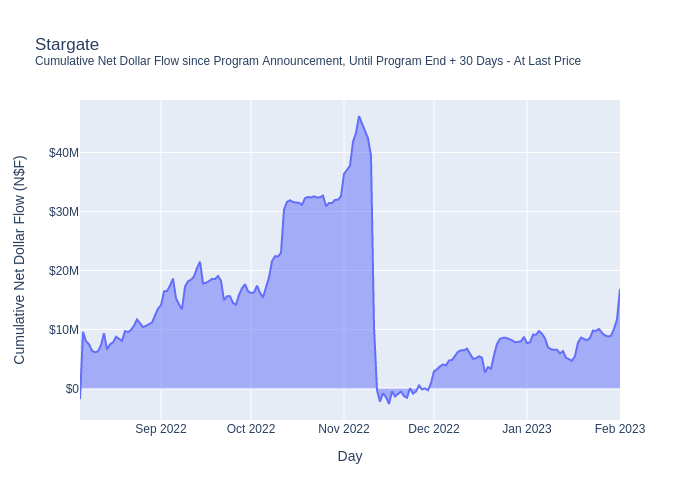 Stargate
Cumulative Net Dollar Flow since Program Announcement, Until Program End + 30 Days - At Last Price
Cumulative Net Dollar Flow (N$F)
$40M
$30M
$20M
$10M
$0
Sep 2022
Oct 2022
Nov 2022
Dec 2022
Jan 2023
Feb 2023
Day